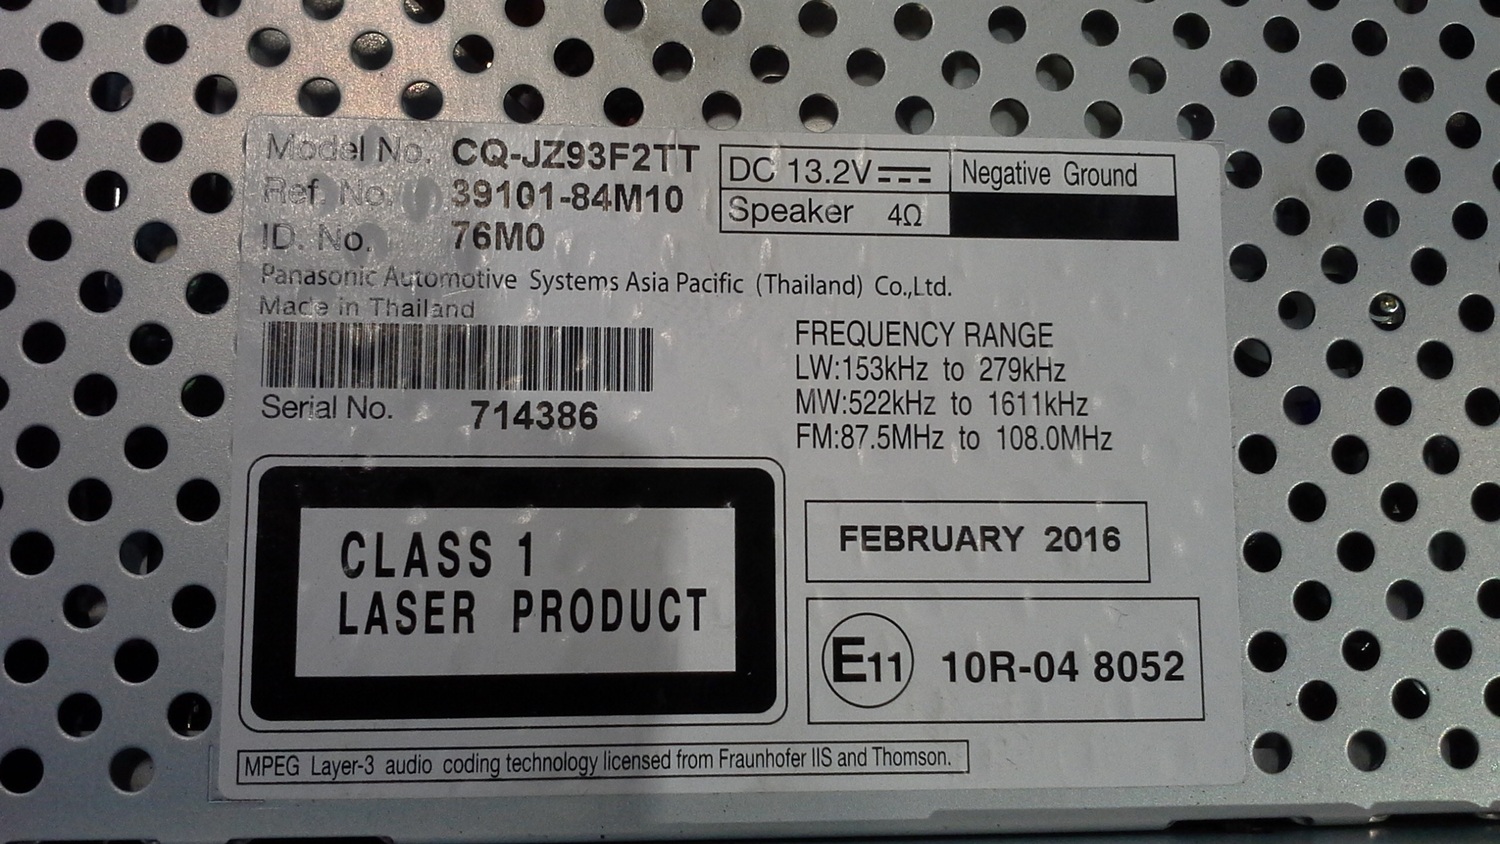 Model No. CQ-JZ93F2TT
Ref. No. 39101-84M10
ID. No. 76M0
DC 13.2V Negative Ground
Speaker 4Ω
Panasonic Automotive Systems Asia Pacific (Thailand) Co.,Ltd.
Made in Thailand
Serial No. 714386
FREQUENCY RANGE
LW:153kHz to 279kHz
MW:522kHz to 1611kHz
FM:87.5MHz to 108.0MHz
CLASS 1
LASER PRODUCT
FEBRUARY 2016
E11 10R-04 8052
MPEG Layer-3 audio coding technology licensed from Fraunhofer IIS and Thomson.